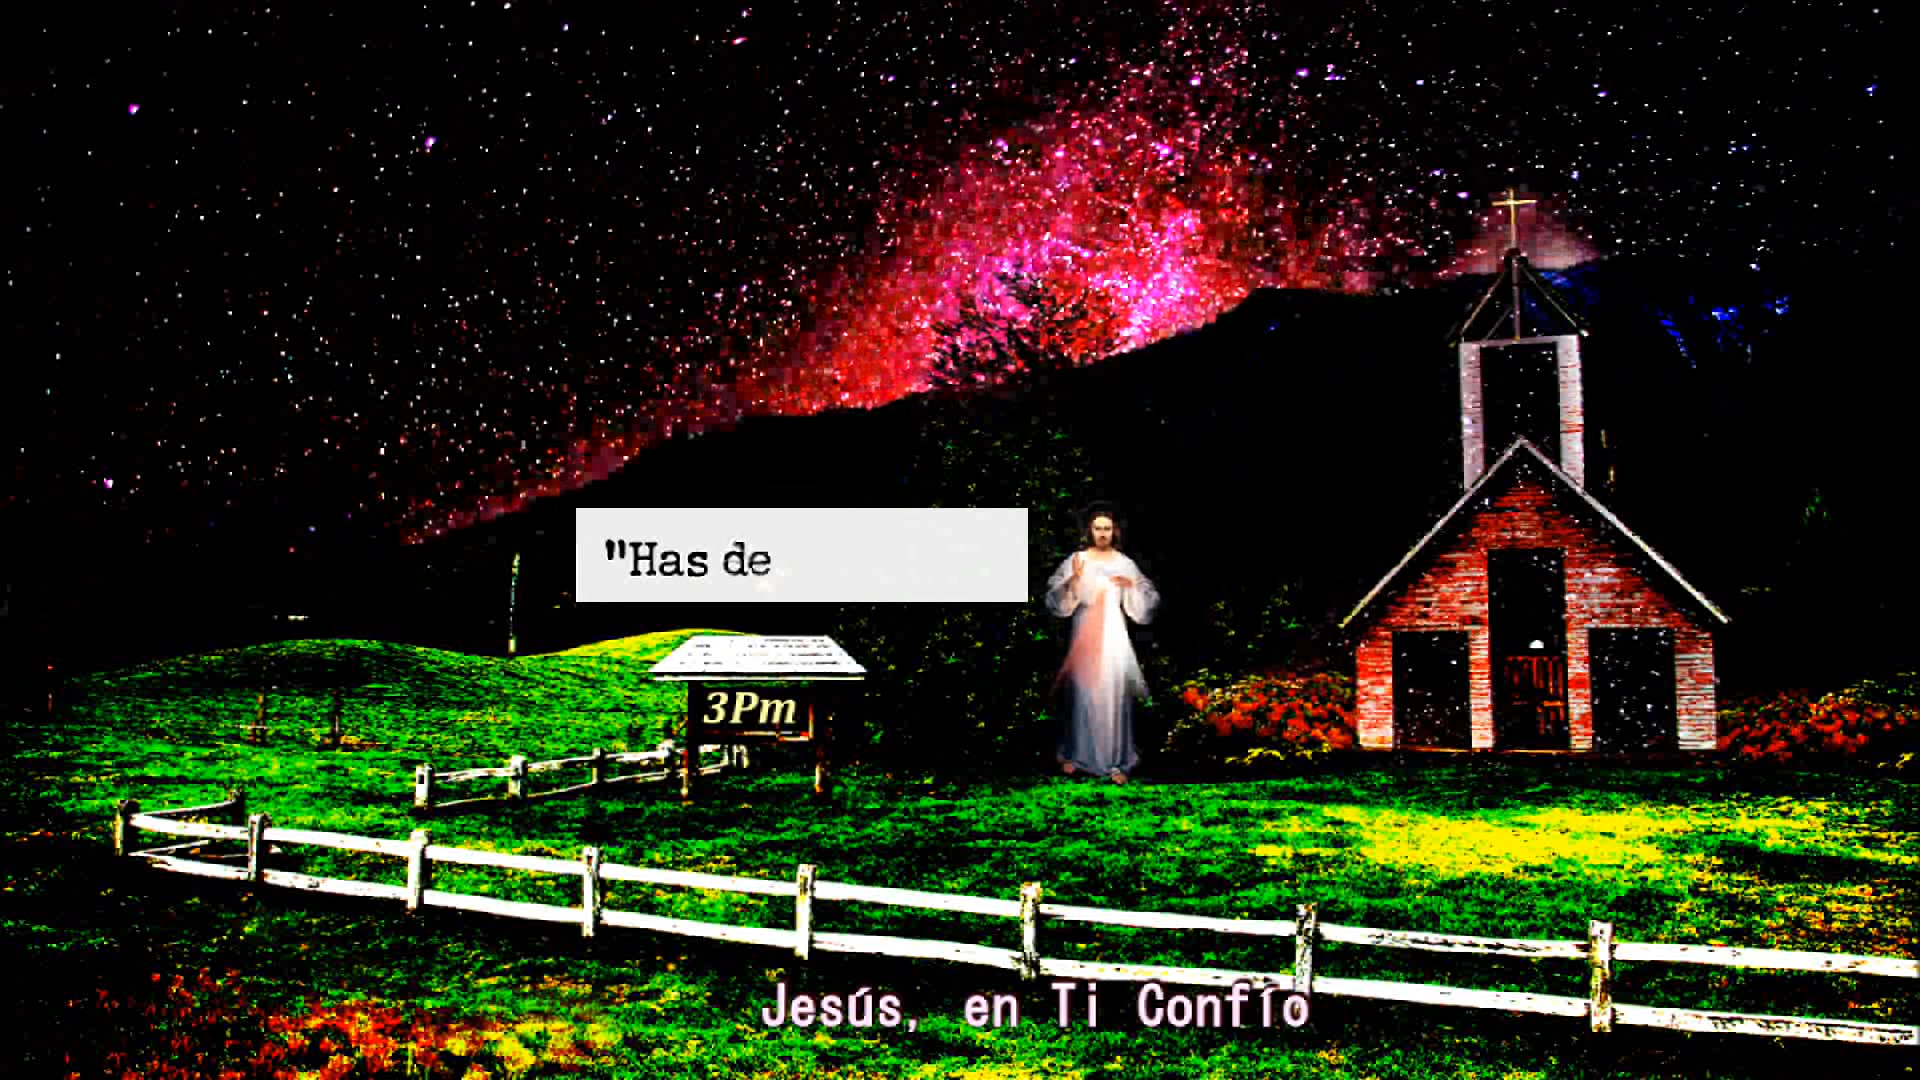 "Has de
3Pm
Jesús, en Ti Confío